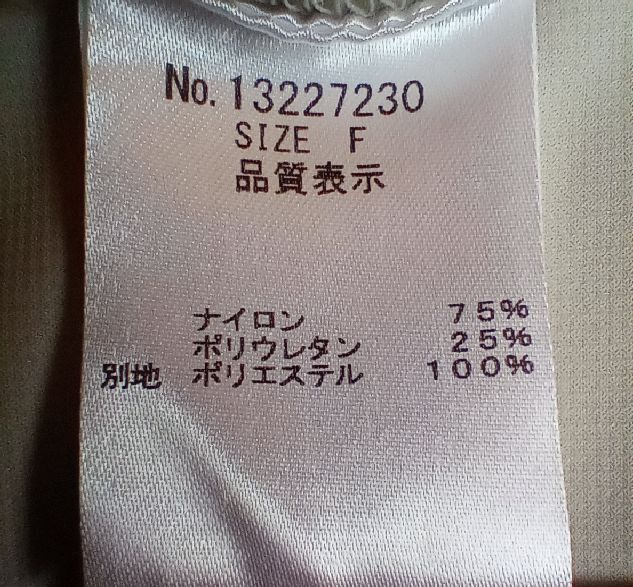 No.13227230
SIZE F
品質表示
ナイロン 75%
ポリウレタン 25%
別地 ポリエステル 100%